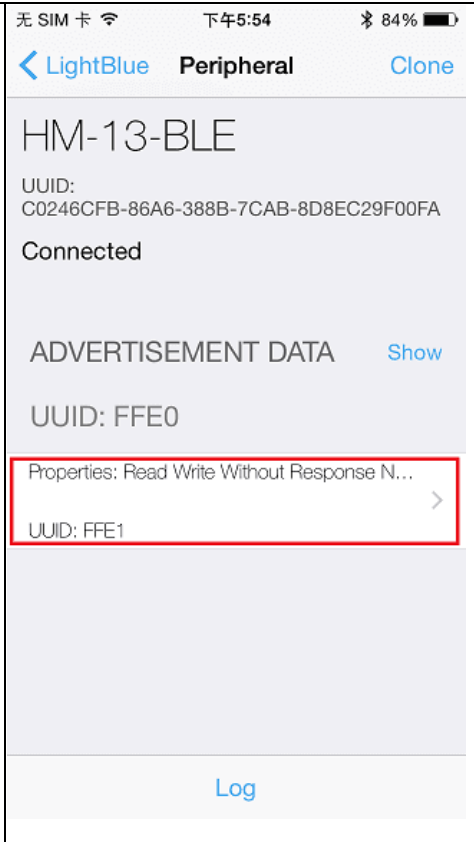 无 SIM 卡 下午5:54 84%
LightBlue Peripheral Clone
HM-13-BLE
UUID:
C0246CFB-86A6-388B-7CAB-8D8EC29F00FA
Connected
ADVERTISEMENT DATA Show
UUID: FFE0
Properties: Read Write Without Response N...
UUID: FFE1
Log